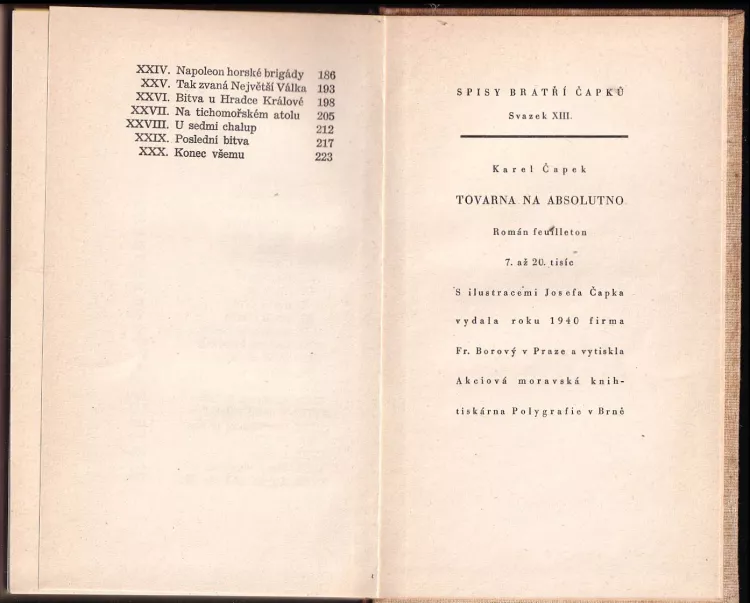 XXIV. Napoleon horské brigády 186
XXV. Tak zvaná Největší Válka 193
XXVI. Bitva u Hradce Králové 198
XXVII. Na tichomořském atolu 205
XXVIII. U sedmi chalup 212
XXIX. Poslední bitva 217
XXX. Konec všemu 223
SPISY BRATŘÍ ČAPKŮ
Svazek XIII.
Karel Čapek
TOVARNA NA ABSOLUTNO
Román feuilleton
7. až 20. tisíc
S ilustracemi Josefa Čapka
vydala roku 1940 firma
Fr. Borový v Praze a vytiskla
Akciová moravská knih-
tiskárna Polygrafie v Brně